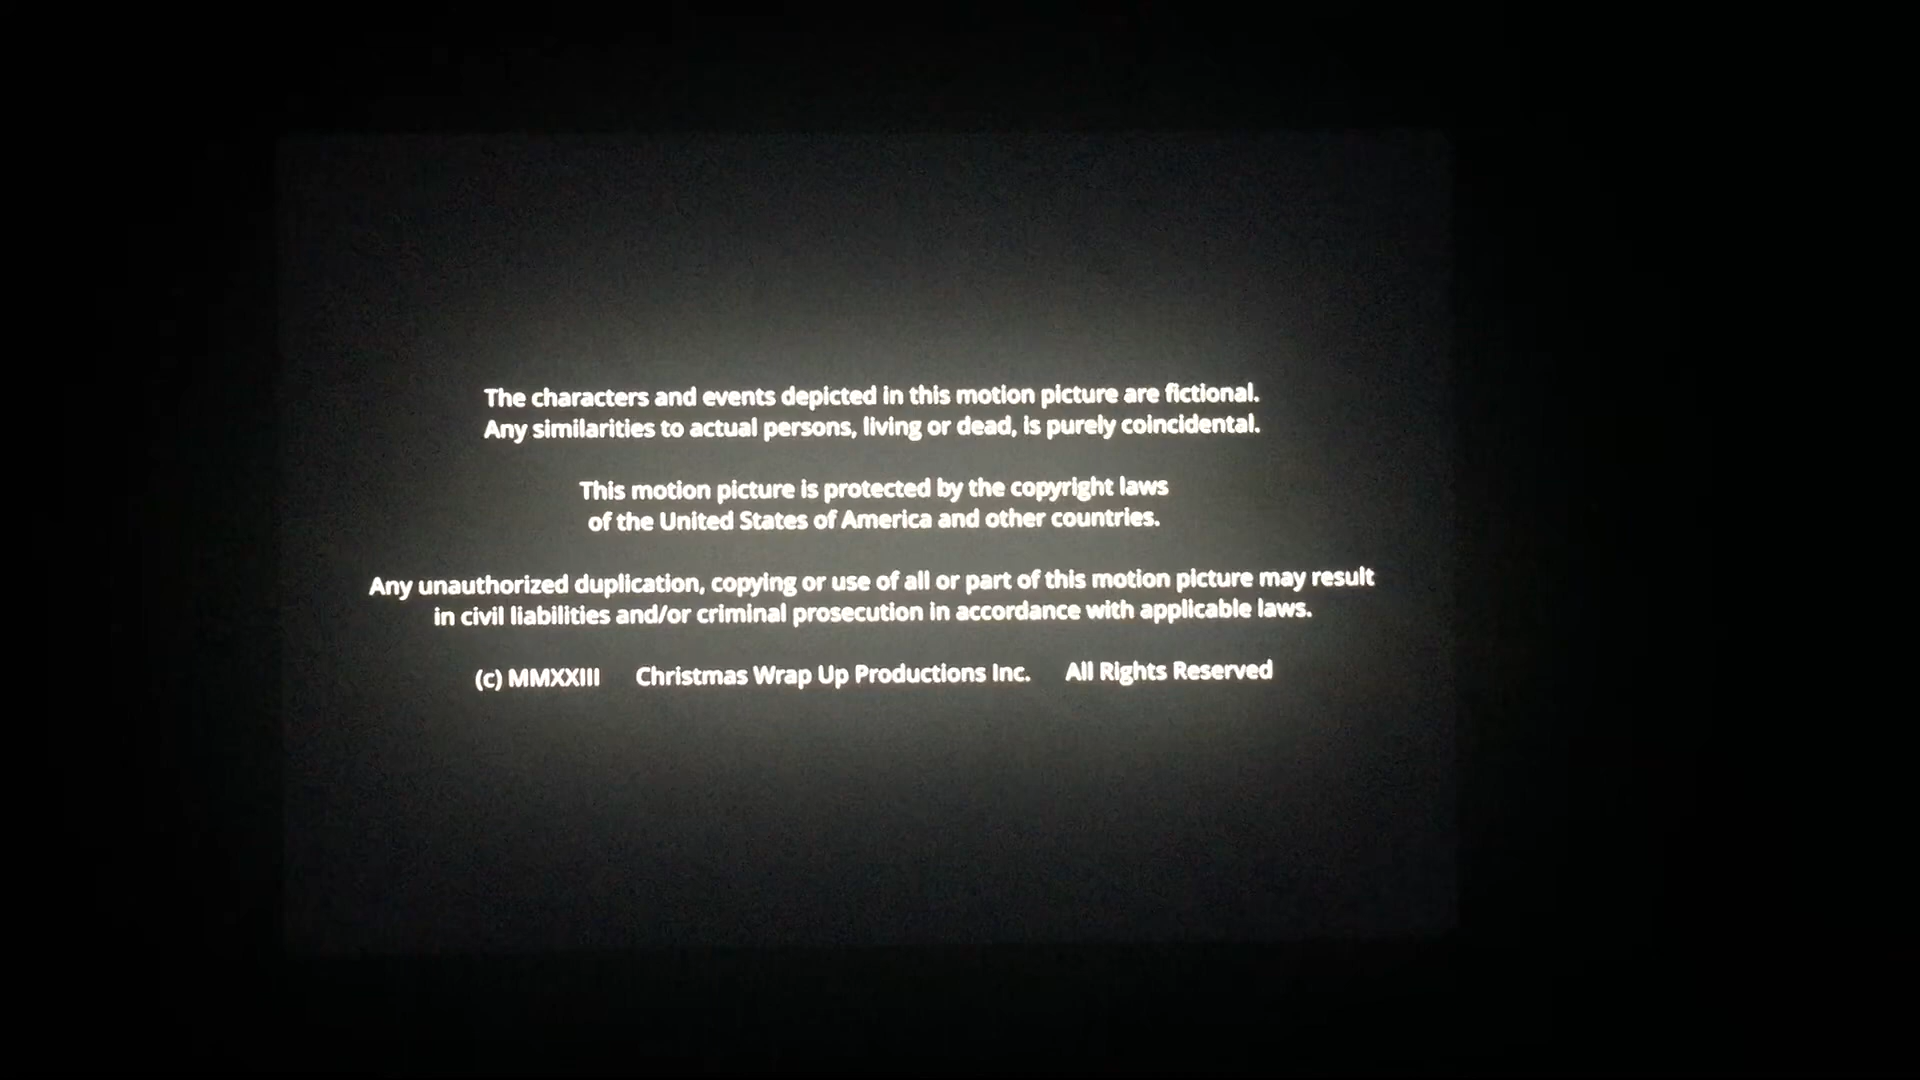 The characters and events depicted in this motion picture are fictional.
Any similarities to actual persons, living or dead, is purely coincidental.
This motion picture is protected by the copyright laws
of the United States of America and other countries.
Any unauthorized duplication, copying or use of all or part of this motion picture may result
in civil liabilities and/or criminal prosecution in accordance with applicable laws.
(c) MMXXIII Christmas Wrap Up Productions Inc. All Rights Reserved